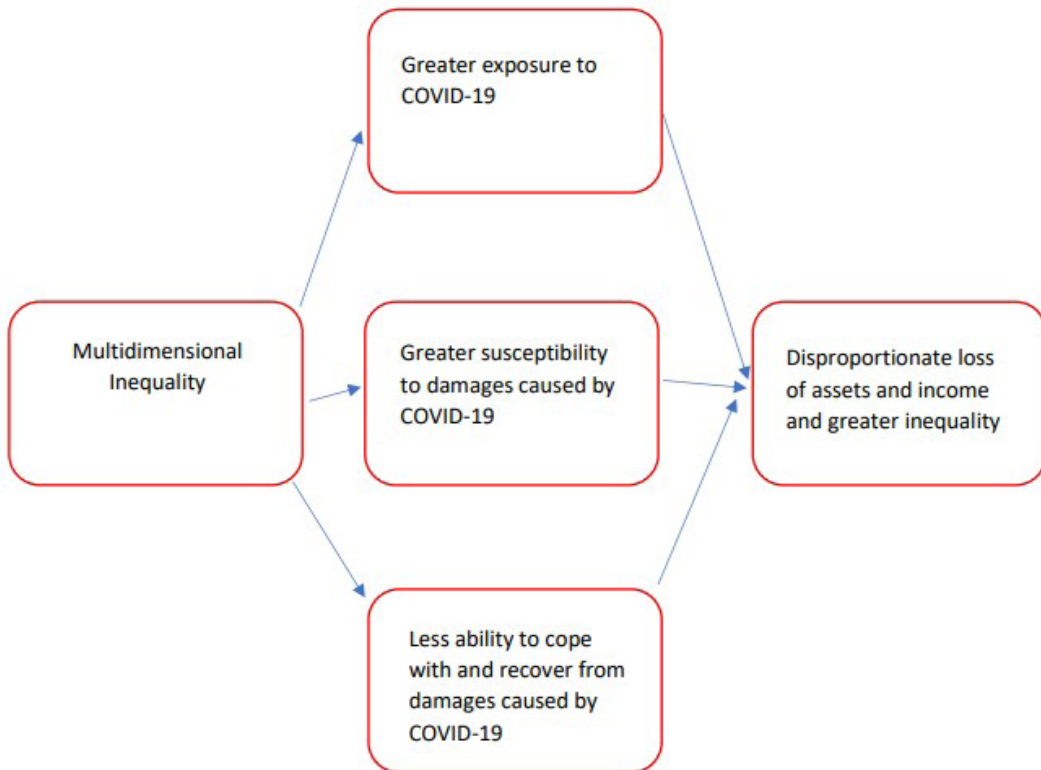 Greater exposure to
COVID-19
Multidimensional
Inequality
Greater susceptibility
to damages caused by
COVID-19
Disproportionate loss
of assets and income
and greater inequality
Less ability to cope
with and recover from
damages caused by
COVID-19